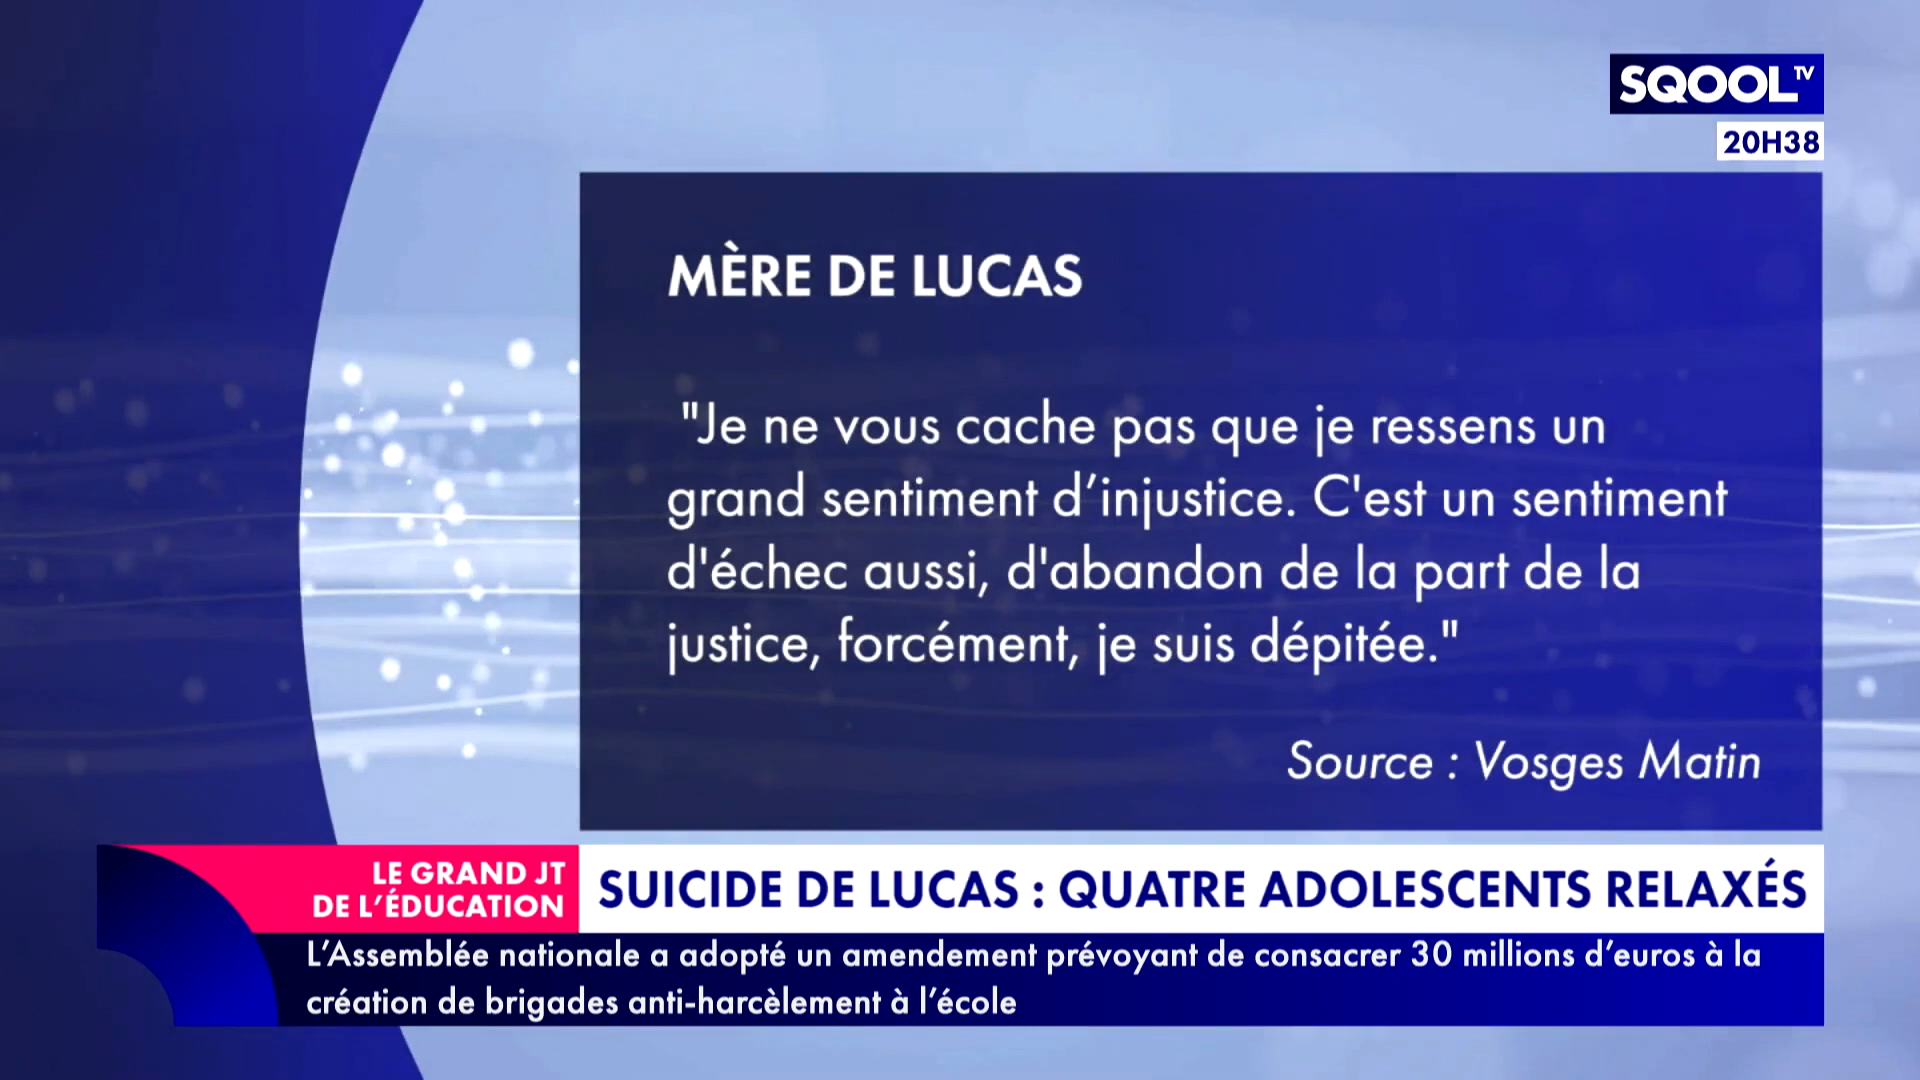 SQOOL TV
20H38
MÈRE DE LUCAS
"Je ne vous cache pas que je ressens un
grand sentiment d’injustice. C'est un sentiment
d'échec aussi, d'abandon de la part de la
justice, forcément, je suis dépitée."
Source : Vosges Matin
LE GRAND JT
DE L’ÉDUCATION
SUICIDE DE LUCAS : QUATRE ADOLESCENTS RELAXÉS
L’Assemblée nationale a adopté un amendement prévoyant de consacrer 30 millions d’euros à la
création de brigades anti-harcèlement à l’école